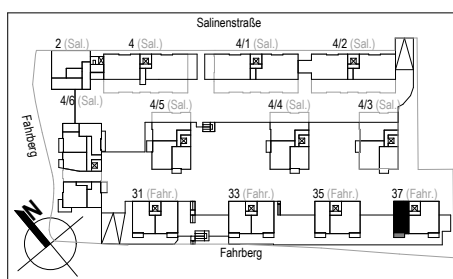 Salinenstraße
2 (Sal.) 4 (Sal.) 4/1 (Sal.) 4/2 (Sal.)
4/6 (Sal.) 4/5 (Sal.) 4/4 (Sal.) 4/3 (Sal.)
Fahrberg
31 (Fahr.) 33 (Fahr.) 35 (Fahr.) 37 (Fahr.)
N
Fahrberg